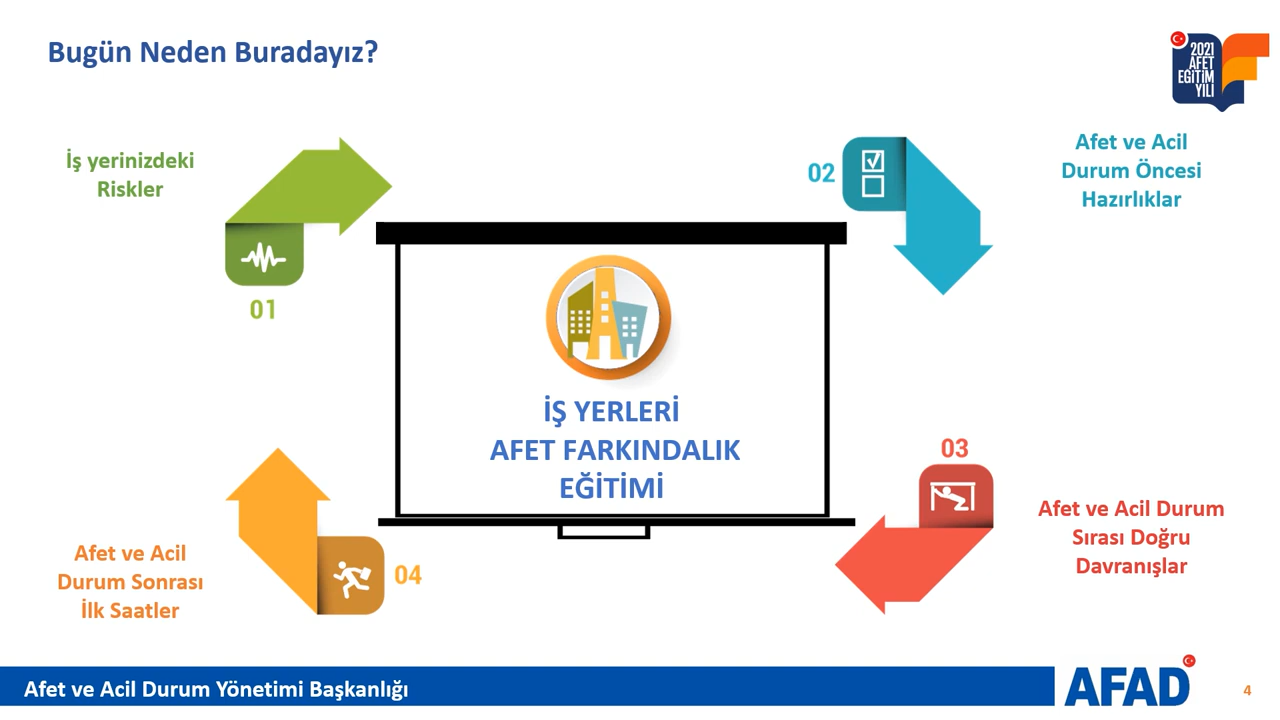 Bugün Neden Buradayız?
2021
AFET
EĞİTİM
YILI
İş yerinizdeki
Riskler
01
02
Afet ve Acil
Durum Öncesi
Hazırlıklar
İŞ YERLERİ
AFET FARKINDALIK
EĞİTİMİ
03
Afet ve Acil Durum
Sırası Doğru
Davranışlar
04
Afet ve Acil
Durum Sonrası
İlk Saatler
Afet ve Acil Durum Yönetimi Başkanlığı
AFAD
4